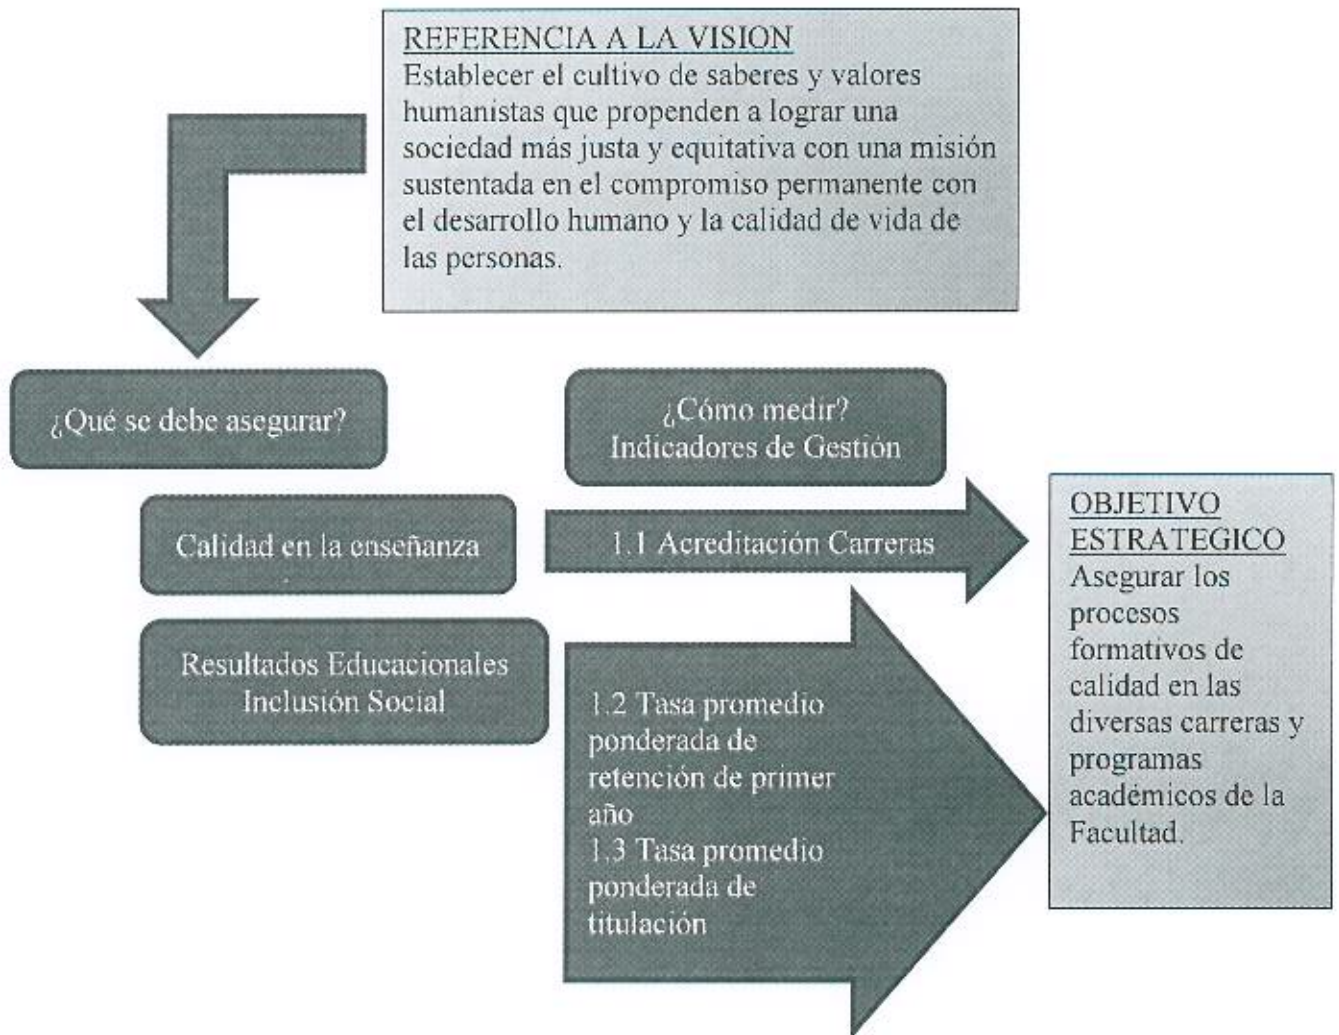 REFERENCIA A LA VISION
Establecer el cultivo de saberes y valores
humanistas que propenden a lograr una
sociedad más justa y equitativa con una misión
sustentada en el compromiso permanente con
el desarrollo humano y la calidad de vida de
las personas.
¿Qué se debe asegurar?
¿Cómo medir?
Indicadores de Gestión
Calidad en la enseñanza
1.1 Acreditación Carreras
Resultados Educacionales
Inclusión Social
1.2 Tasa promedio
ponderada de
retención de primer
año
1.3 Tasa promedio
ponderada de
titulación
OBJETIVO
ESTRATEGICO
Asegurar los
procesos
formativos de
calidad en las
diversas carreras y
programas
académicos de la
Facultad.